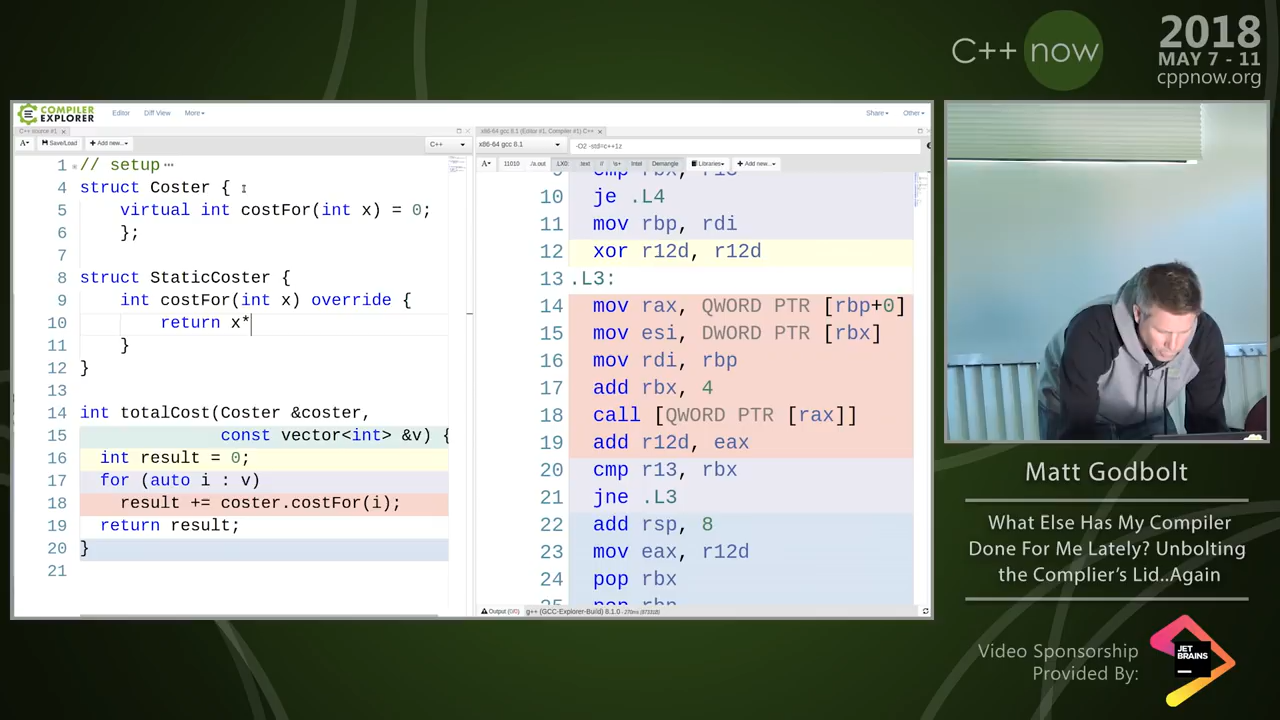 C++ now
2018
MAY 7 - 11
cppnow.org
COMPILER
EXPLORER
Editor Diff View More
Share Other
C++ source #1 x
x86-64 gcc 8.1 (Editor #1, Compiler #1) C++ x
A Save/Load + Add new... C++
x86-64 gcc 8.1 -O2 -std=c++1z
A 11010 ./a.out .LX0: .text // \s+ Intel Demangle Libraries + Add new...
1 // setup ⋯
4 struct Coster {
5 virtual int costFor(int x) = 0;
6 };
7
8 struct StaticCoster {
9 int costFor(int x) override {
10 return x*
11 }
12 }
13
14 int totalCost(Coster &coster,
15 const vector<int> &v) {
16 int result = 0;
17 for (auto i : v)
18 result += coster.costFor(i);
19 return result;
20 }
21
10 je .L4
11 mov rbp, rdi
12 xor r12d, r12d
13 .L3:
14 mov rax, QWORD PTR [rbp+0]
15 mov esi, DWORD PTR [rbx]
16 mov rdi, rbp
17 add rbx, 4
18 call [QWORD PTR [rax]]
19 add r12d, eax
20 cmp r13, rbx
21 jne .L3
22 add rsp, 8
23 mov eax, r12d
24 pop rbx
Output (0/0) g++ (GCC-Explorer-Build) 8.1.0
Matt Godbolt
What Else Has My Compiler
Done For Me Lately? Unbolting
the Complier's Lid..Again
Video Sponsorship
Provided By:
JET
BRAINS